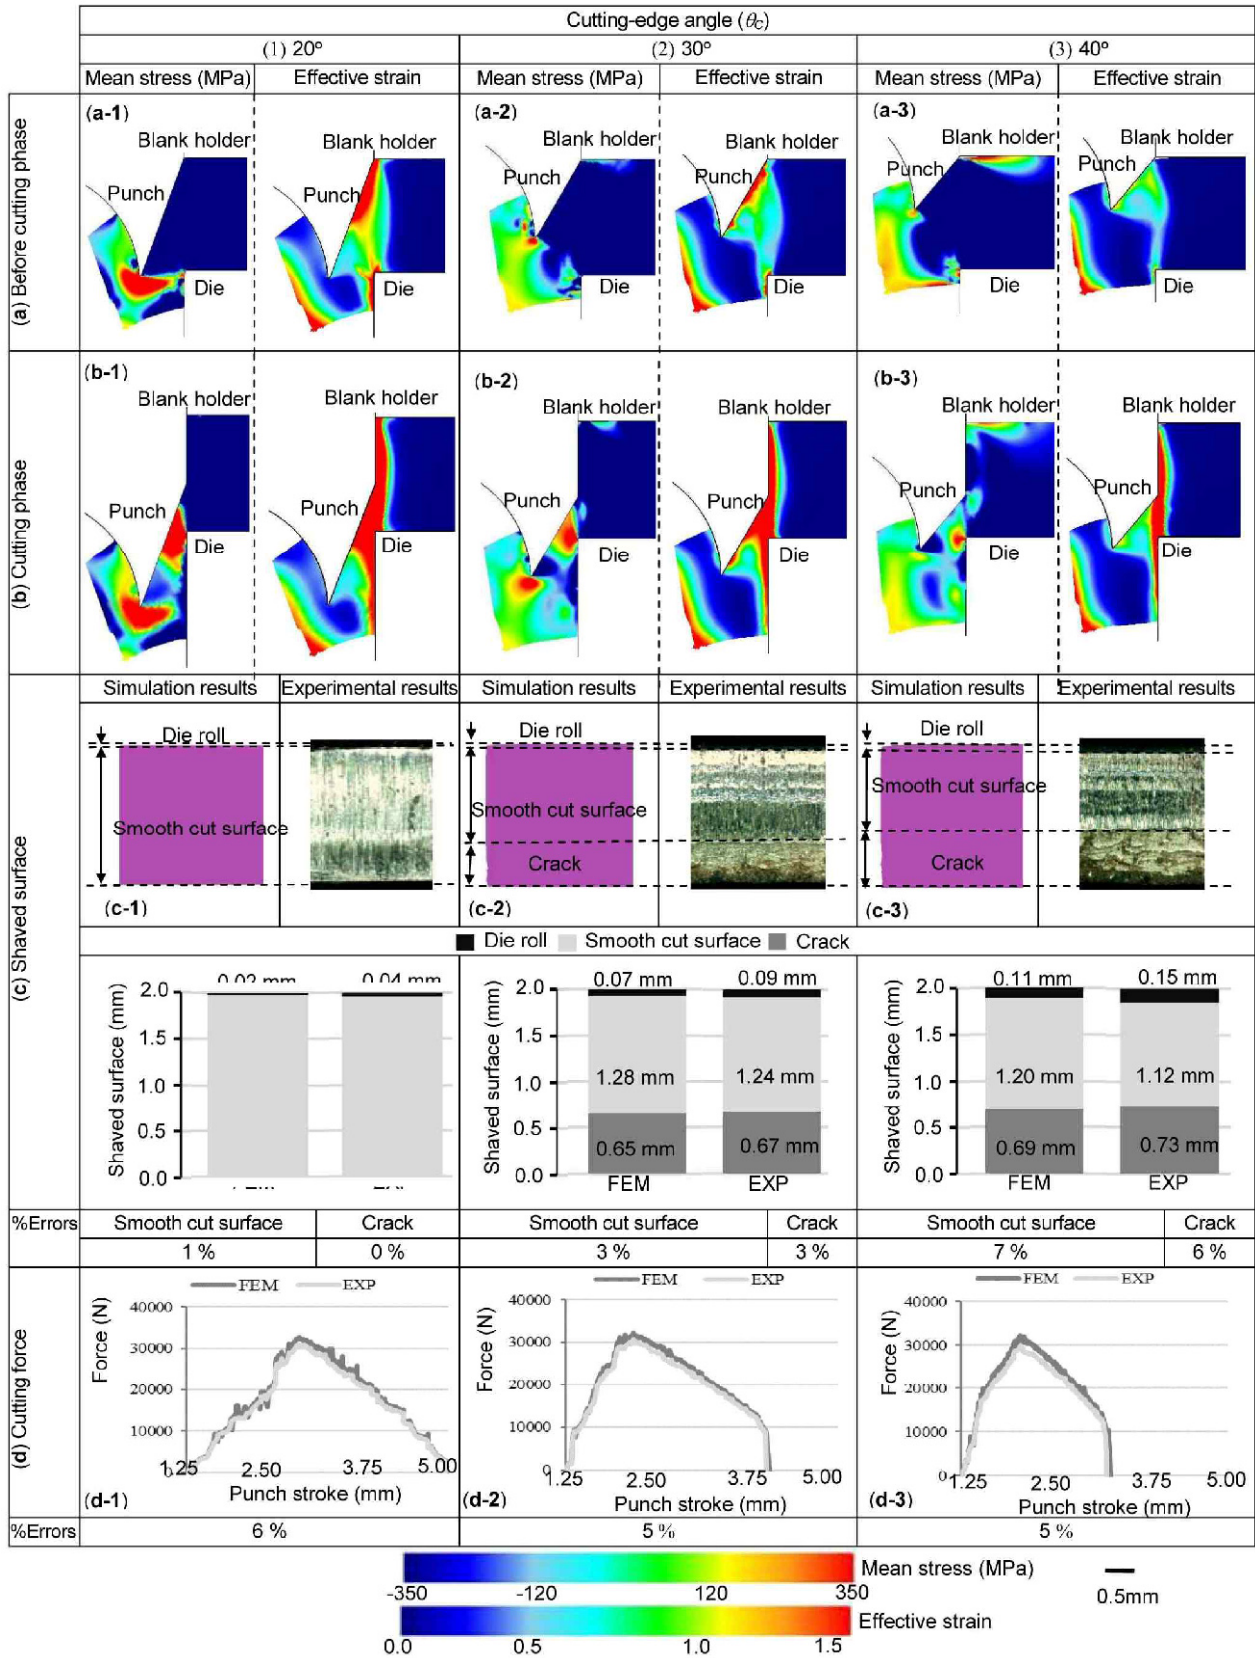 Cutting-edge angle (θc)
(1) 20° (2) 30° (3) 40°
Mean stress (MPa) Effective strain Mean stress (MPa) Effective strain Mean stress (MPa) Effective strain
(a) Before cutting phase
(a-1) (a-2) (a-3)
Blank holder Blank holder Blank holder
Punch Punch Punch Punch Punch Punch
Die Die Die
(b) Cutting phase
(b-1) (b-2) (b-3)
Blank holder Blank holder Blank holder Blank holder Blank holder Blank holder
Punch Punch Punch Punch Punch Punch
Die Die Die Die Die Die
(c) Shaved surface
Simulation results Experimental results Simulation results Experimental results Simulation results Experimental results
Die roll Die roll Die roll
Smooth cut surface Smooth cut surface Smooth cut surface
Crack Crack
(c-1) (c-2) (c-3)
Die roll Smooth cut surface Crack
0.02 mm 0.04 mm 0.07 mm 0.09 mm 0.11 mm 0.15 mm
Shaved surface (mm) Shaved surface (mm) Shaved surface (mm)
2.0 2.0 2.0
1.5 1.5 1.5
1.28 mm 1.24 mm 1.20 mm 1.12 mm
1.0 1.0 1.0
0.5 0.5 0.5
0.65 mm 0.67 mm 0.69 mm 0.73 mm
0.0 0.0 0.0
FEM EXP FEM EXP
%Errors Smooth cut surface Crack Smooth cut surface Crack Smooth cut surface Crack
1 % 0 % 3 % 3 % 7 % 6 %
(d) Cutting force
FEM EXP FEM EXP FEM EXP
Force (N) Force (N) Force (N)
40000 40000 40000
30000 30000 30000
20000 20000 20000
10000 10000 10000
0 0 0
1.25 2.50 3.75 5.00 1.25 2.50 3.75 5.00 1.25 2.50 3.75 5.00
(d-1) Punch stroke (mm) (d-2) Punch stroke (mm) (d-3) Punch stroke (mm)
%Errors 6 % 5 % 5 %
Mean stress (MPa)
-350 -120 120 350
0.5mm
Effective strain
0.0 0.5 1.0 1.5